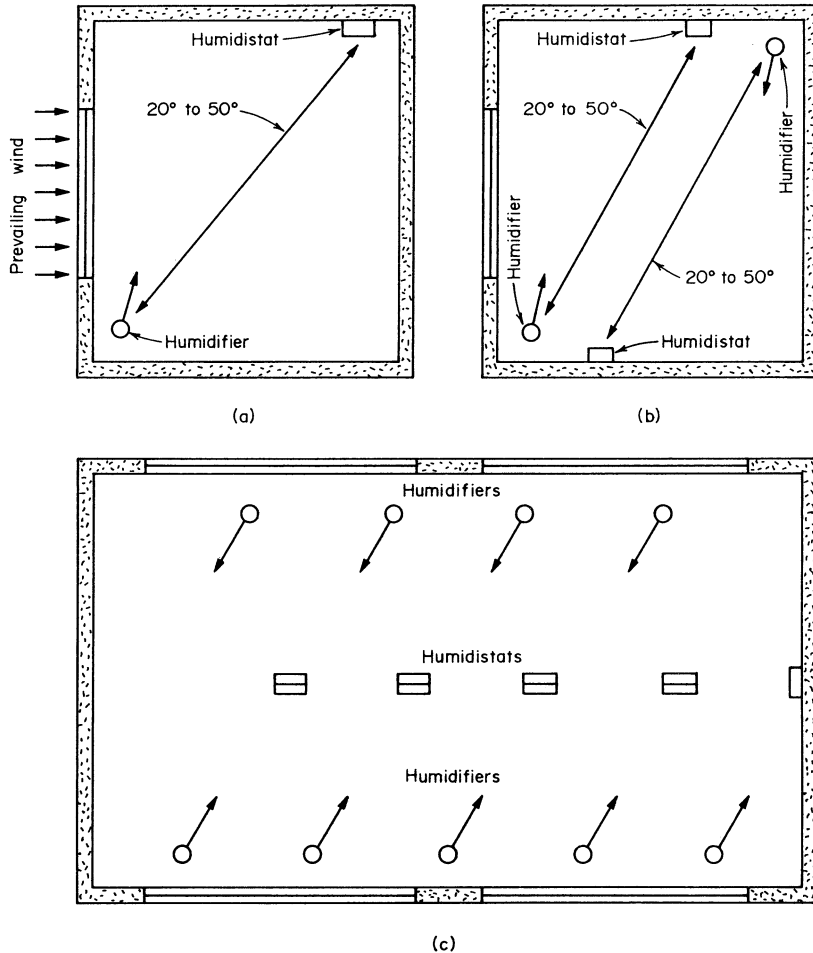 Humidistat
20° to 50°
Prevailing wind
Humidifier
(a)
Humidistat
20° to 50°
Humidifier
Humidifier
20° to 50°
Humidistat
(b)
Humidifiers
Humidistats
Humidifiers
(c)